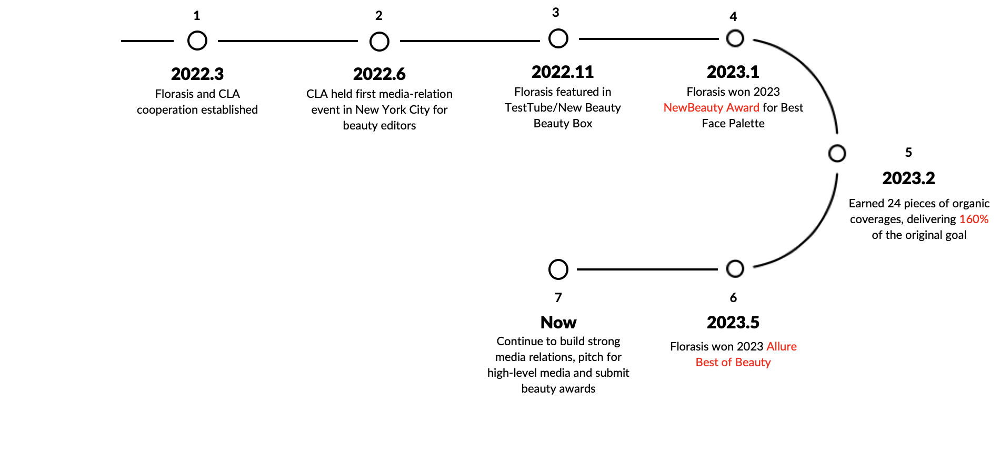 1
2022.3
Florasis and CLA
cooperation established
2
2022.6
CLA held first media-relation
event in New York City for
beauty editors
3
2022.11
Florasis featured in
TestTube/New Beauty
Beauty Box
4
2023.1
Florasis won 2023
NewBeauty Award for Best
Face Palette
5
2023.2
Earned 24 pieces of organic
coverages, delivering 160%
of the original goal
6
2023.5
Florasis won 2023 Allure
Best of Beauty
7
Now
Continue to build strong
media relations, pitch for
high-level media and submit
beauty awards